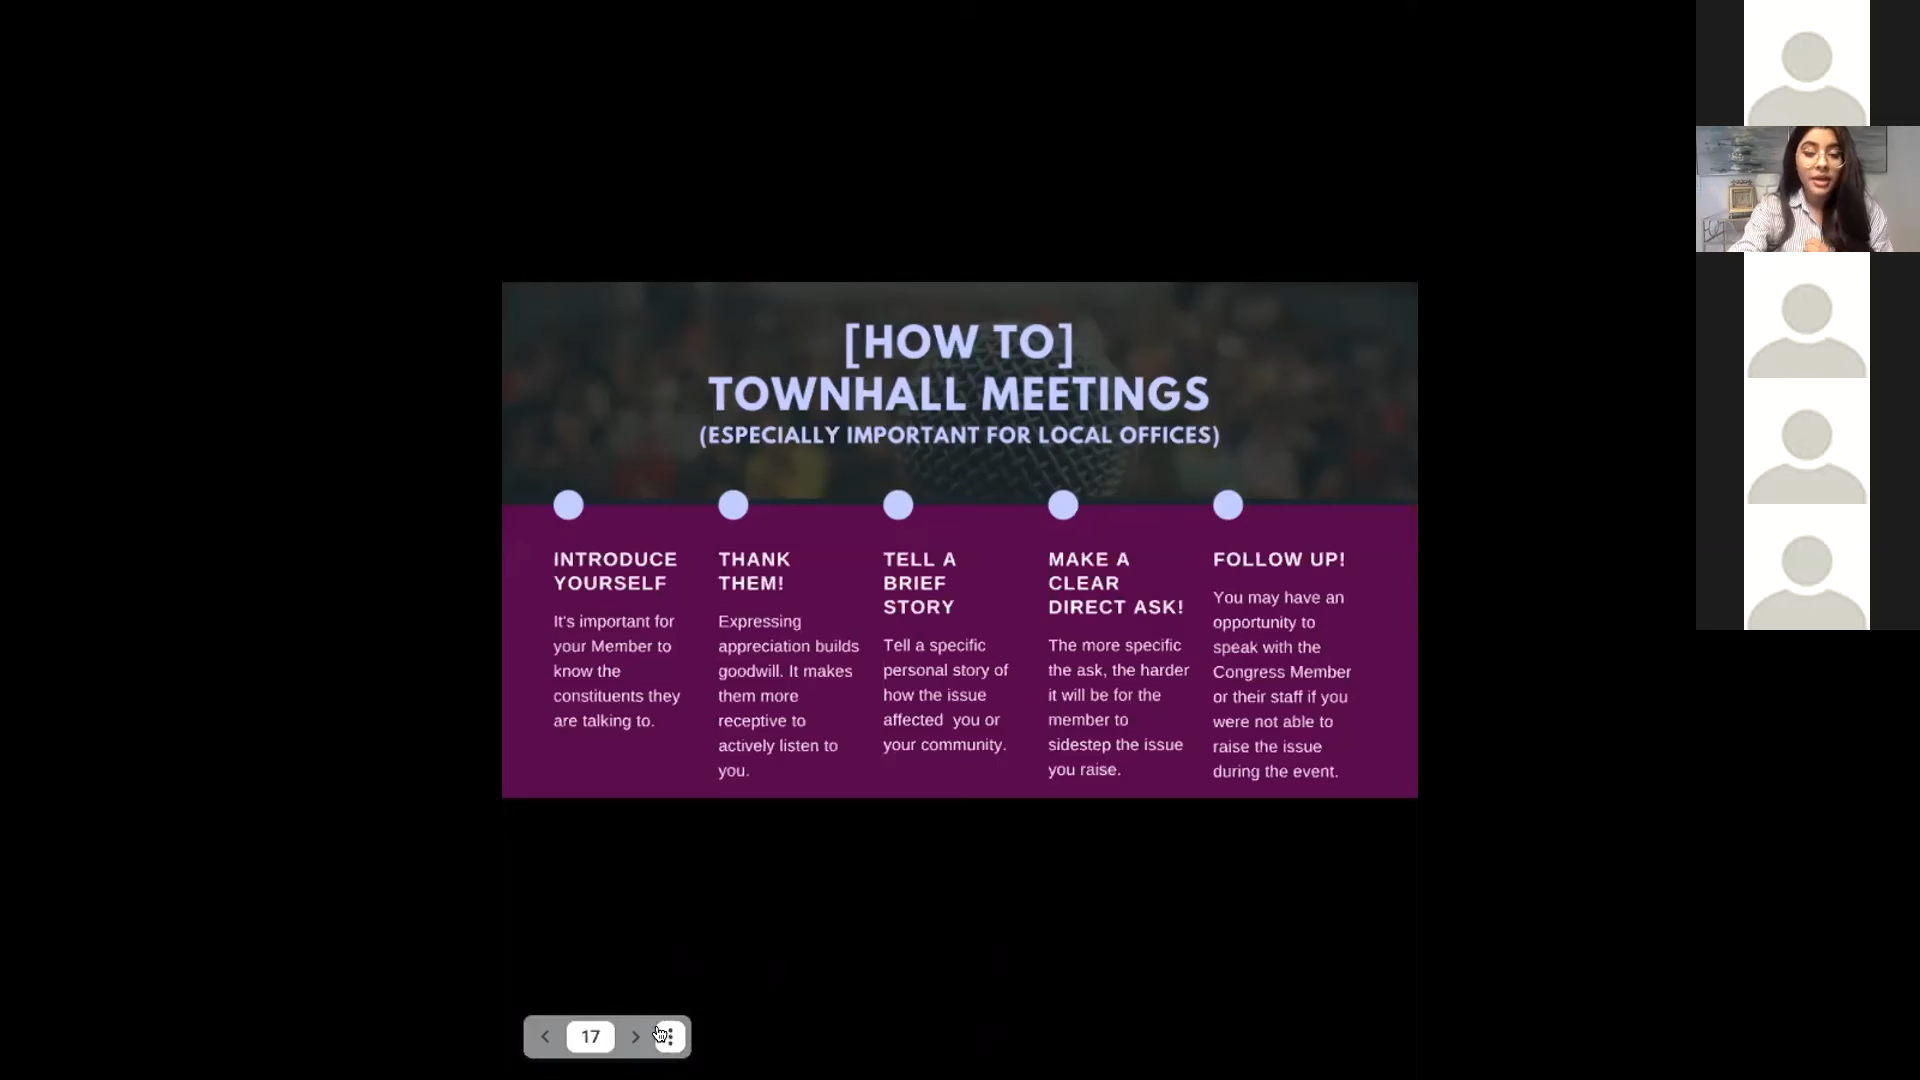 [HOW TO]
TOWNHALL MEETINGS
(ESPECIALLY IMPORTANT FOR LOCAL OFFICES)
INTRODUCE
YOURSELF
It's important for
your Member to
know the
constituents they
are talking to.
THANK
THEM!
Expressing
appreciation builds
goodwill. It makes
them more
receptive to
actively listen to
you.
TELL A
BRIEF
STORY
Tell a specific
personal story of
how the issue
affected you or
your community.
MAKE A
CLEAR
DIRECT ASK!
The more specific
the ask, the harder
it will be for the
member to
sidestep the issue
you raise.
FOLLOW UP!
You may have an
opportunity to
speak with the
Congress Member
or their staff if you
were not able to
raise the issue
during the event.
17